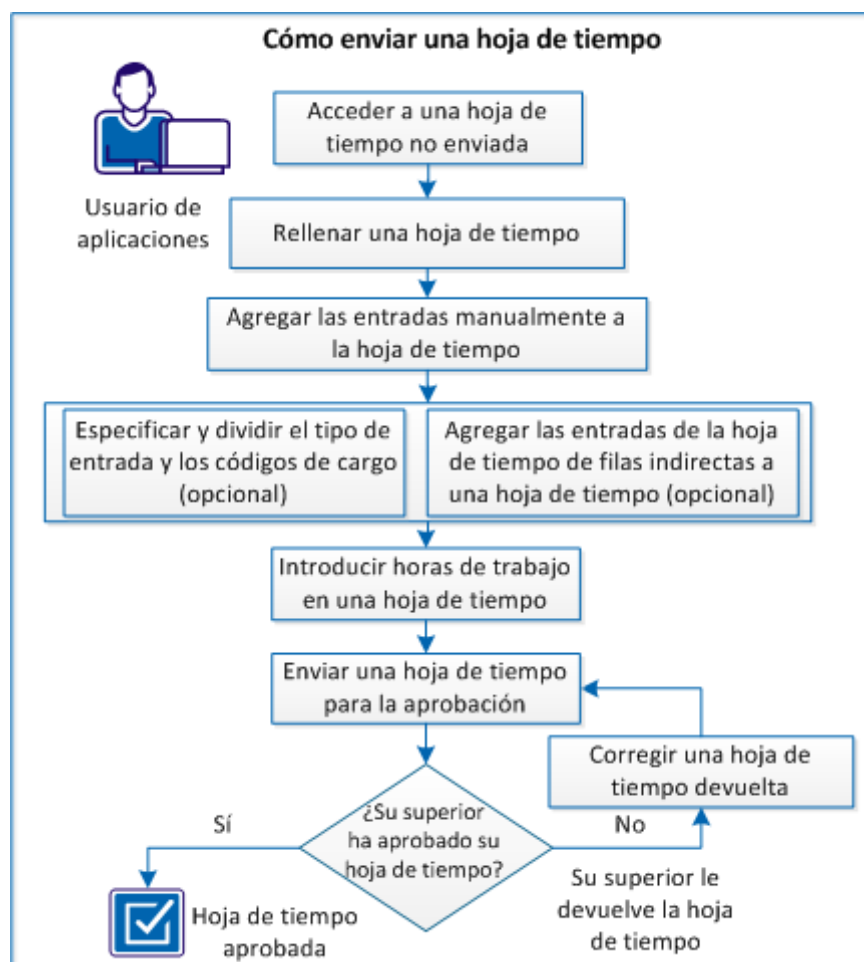 Cómo enviar una hoja de tiempo
Usuario de
aplicaciones
Acceder a una hoja de
tiempo no enviada
Rellenar una hoja de tiempo
Agregar las entradas manualmente a
la hoja de tiempo
Especificar y dividir el tipo de
entrada y los códigos de cargo
(opcional)
Agregar las entradas de la hoja
de tiempo de filas indirectas a
una hoja de tiempo (opcional)
Introducir horas de trabajo
en una hoja de tiempo
Enviar una hoja de tiempo
para la aprobación
Corregir una hoja de
tiempo devuelta
¿Su superior
ha aprobado su
hoja de tiempo?
Sí
No
Hoja de tiempo
aprobada
Su superior le
devuelve la hoja
de tiempo